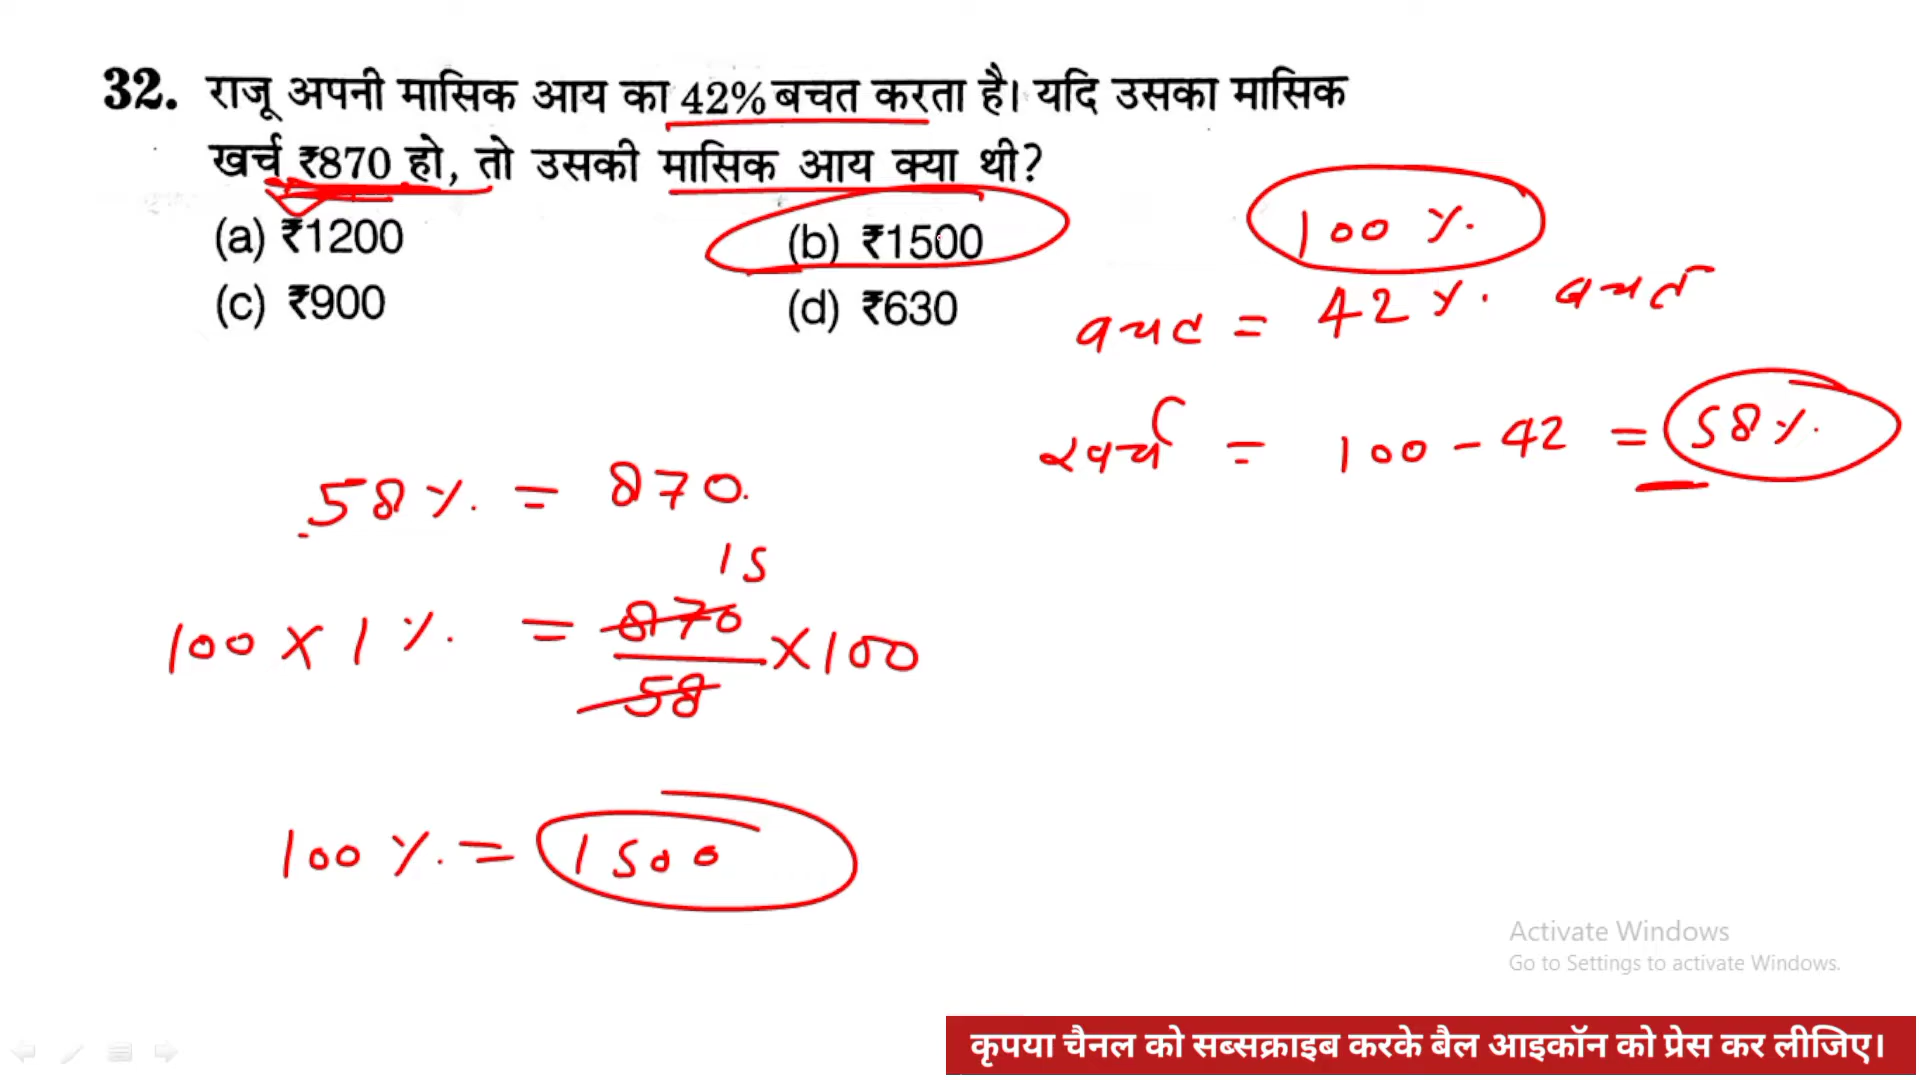 32. राजू अपनी मासिक आय का 42% बचत करता है। यदि उसका मासिक
खर्च ₹870 हो, तो उसकी मासिक आय क्या थी?
(a) ₹1200 (b) ₹1500
(c) ₹900 (d) ₹630
100 %
बचत = 42 % बचत
खर्च = 100 - 42 = 58 %
58 % = 870
15
100 × 1 % = 870/58 × 100
100 % = 1500
Activate Windows
Go to Settings to activate Windows.
कृपया चैनल को सब्सक्राइब करके बैल आइकॉन को प्रेस कर लीजिए।